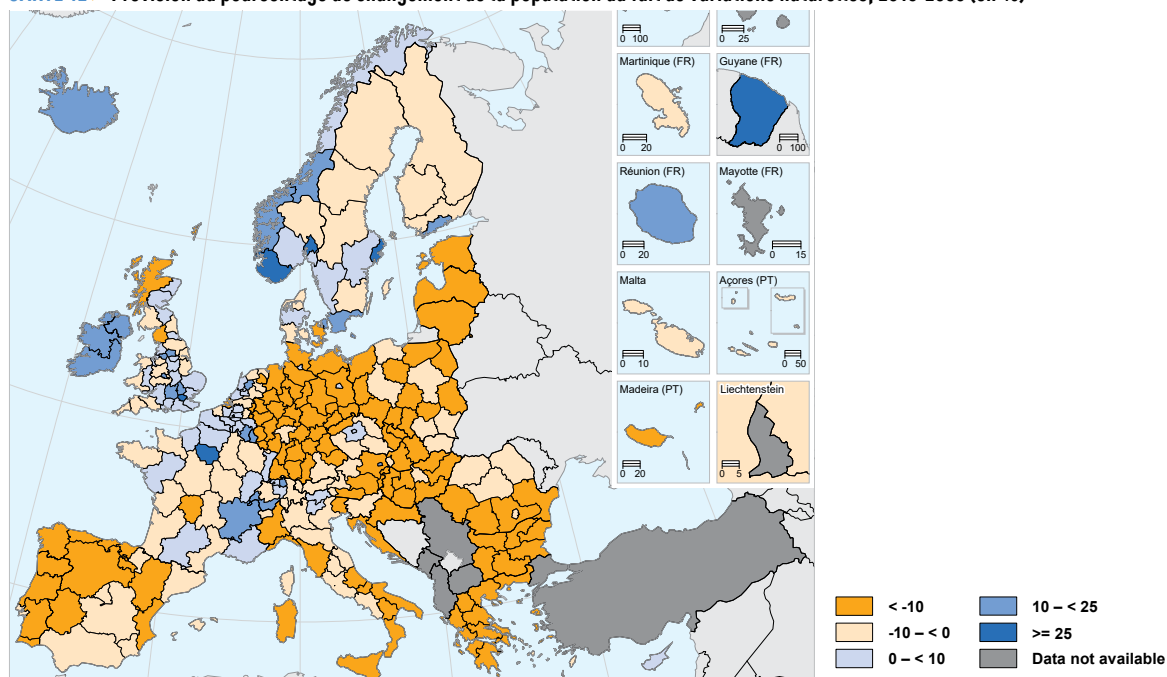 0 100
0 25
Martinique (FR)
0 20
Guyane (FR)
0 100
Réunion (FR)
0 20
Mayotte (FR)
0 15
Malta
0 10
Açores (PT)
0 50
Madeira (PT)
0 20
Liechtenstein
0 5
< -10
-10 – < 0
0 – < 10
10 – < 25
>= 25
Data not available